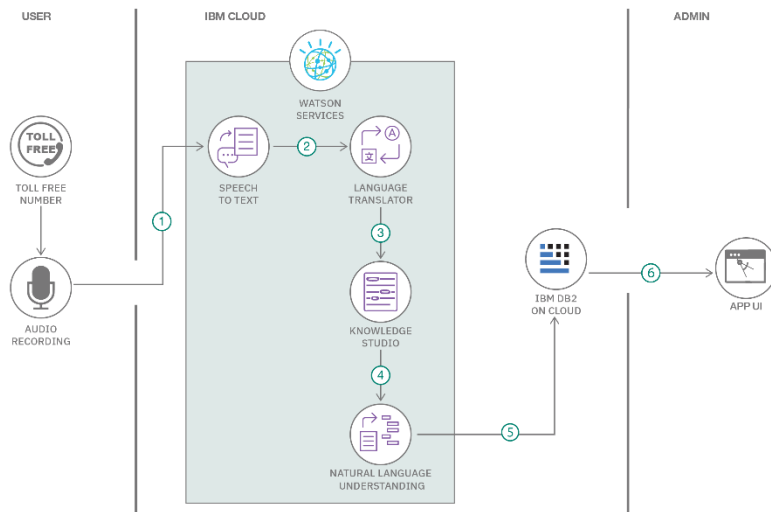 USER
IBM CLOUD
ADMIN
WATSON
SERVICES
TOLL
FREE
TOLL FREE
NUMBER
1
SPEECH
TO TEXT
2
A
文
LANGUAGE
TRANSLATOR
3
AUDIO
RECORDING
KNOWLEDGE
STUDIO
4
NATURAL LANGUAGE
UNDERSTANDING
5
IBM DB2
ON CLOUD
6
APP UI